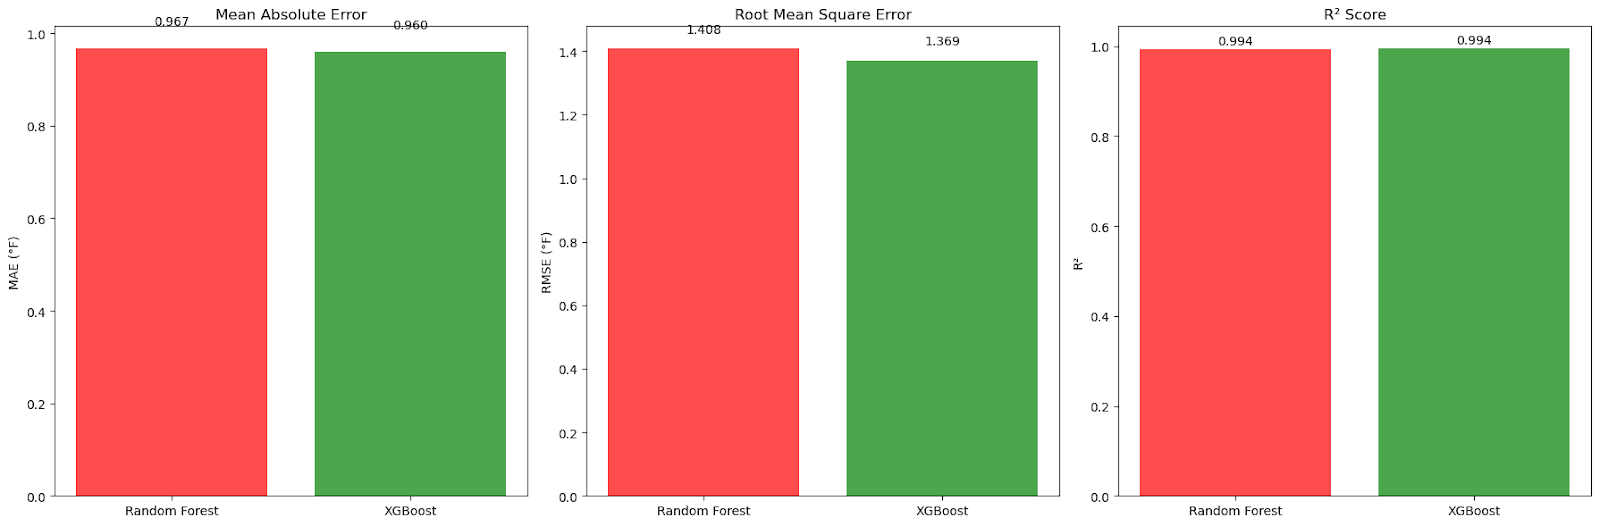 Mean Absolute Error
0.967
0.960
1.0
0.8
0.6
0.4
0.2
0.0
MAE (°F)
Random Forest
XGBoost
Root Mean Square Error
1.408
1.369
1.4
1.2
1.0
0.8
0.6
0.4
0.2
0.0
RMSE (°F)
Random Forest
XGBoost
R² Score
0.994
0.994
1.0
0.8
0.6
0.4
0.2
0.0
R²
Random Forest
XGBoost